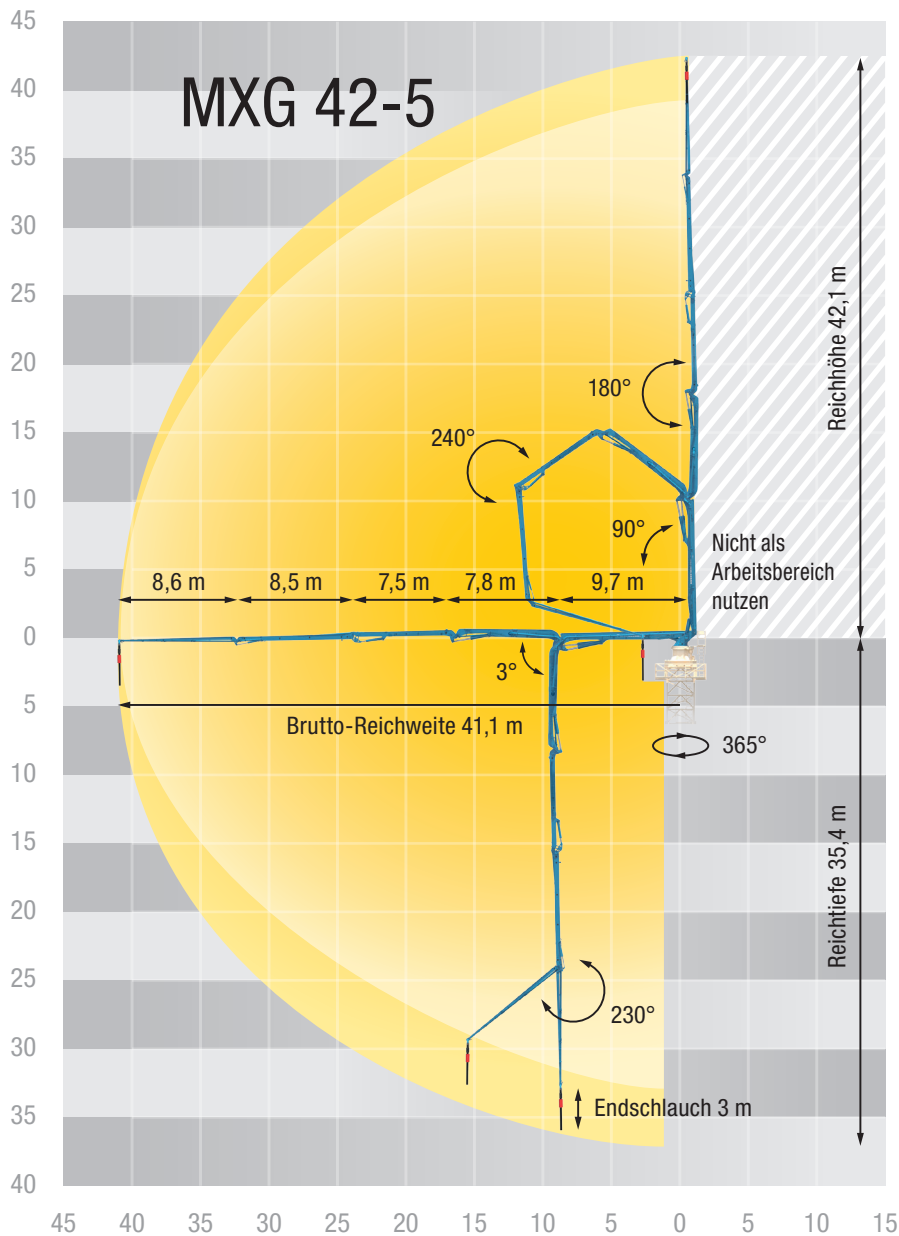 45
MXG 42-5
40
35
30
25
Reichhöhe 42,1 m
20
180°
15
240°
10
90°
Nicht als
Arbeitsbereich
nutzen
5
8,6 m
8,5 m
7,5 m
7,8 m
9,7 m
0
3°
5
Brutto-Reichweite 41,1 m
365°
10
15
Reichtiefe 35,4 m
20
25
230°
30
Endschlauch 3 m
35
40
45 40 35 30 25 20 15 10 5 0 5 10 15